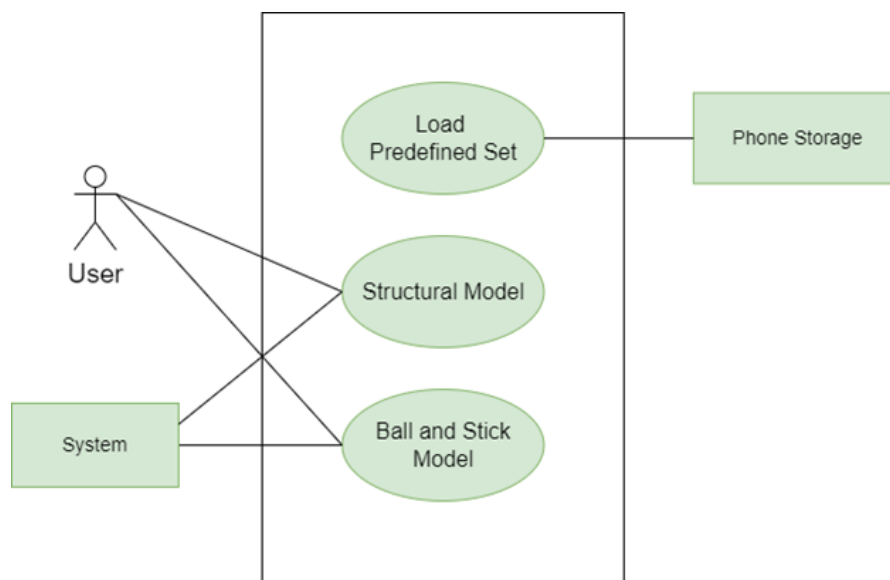 Load
Predefined Set
Phone Storage
User
Structural Model
System
Ball and Stick
Model